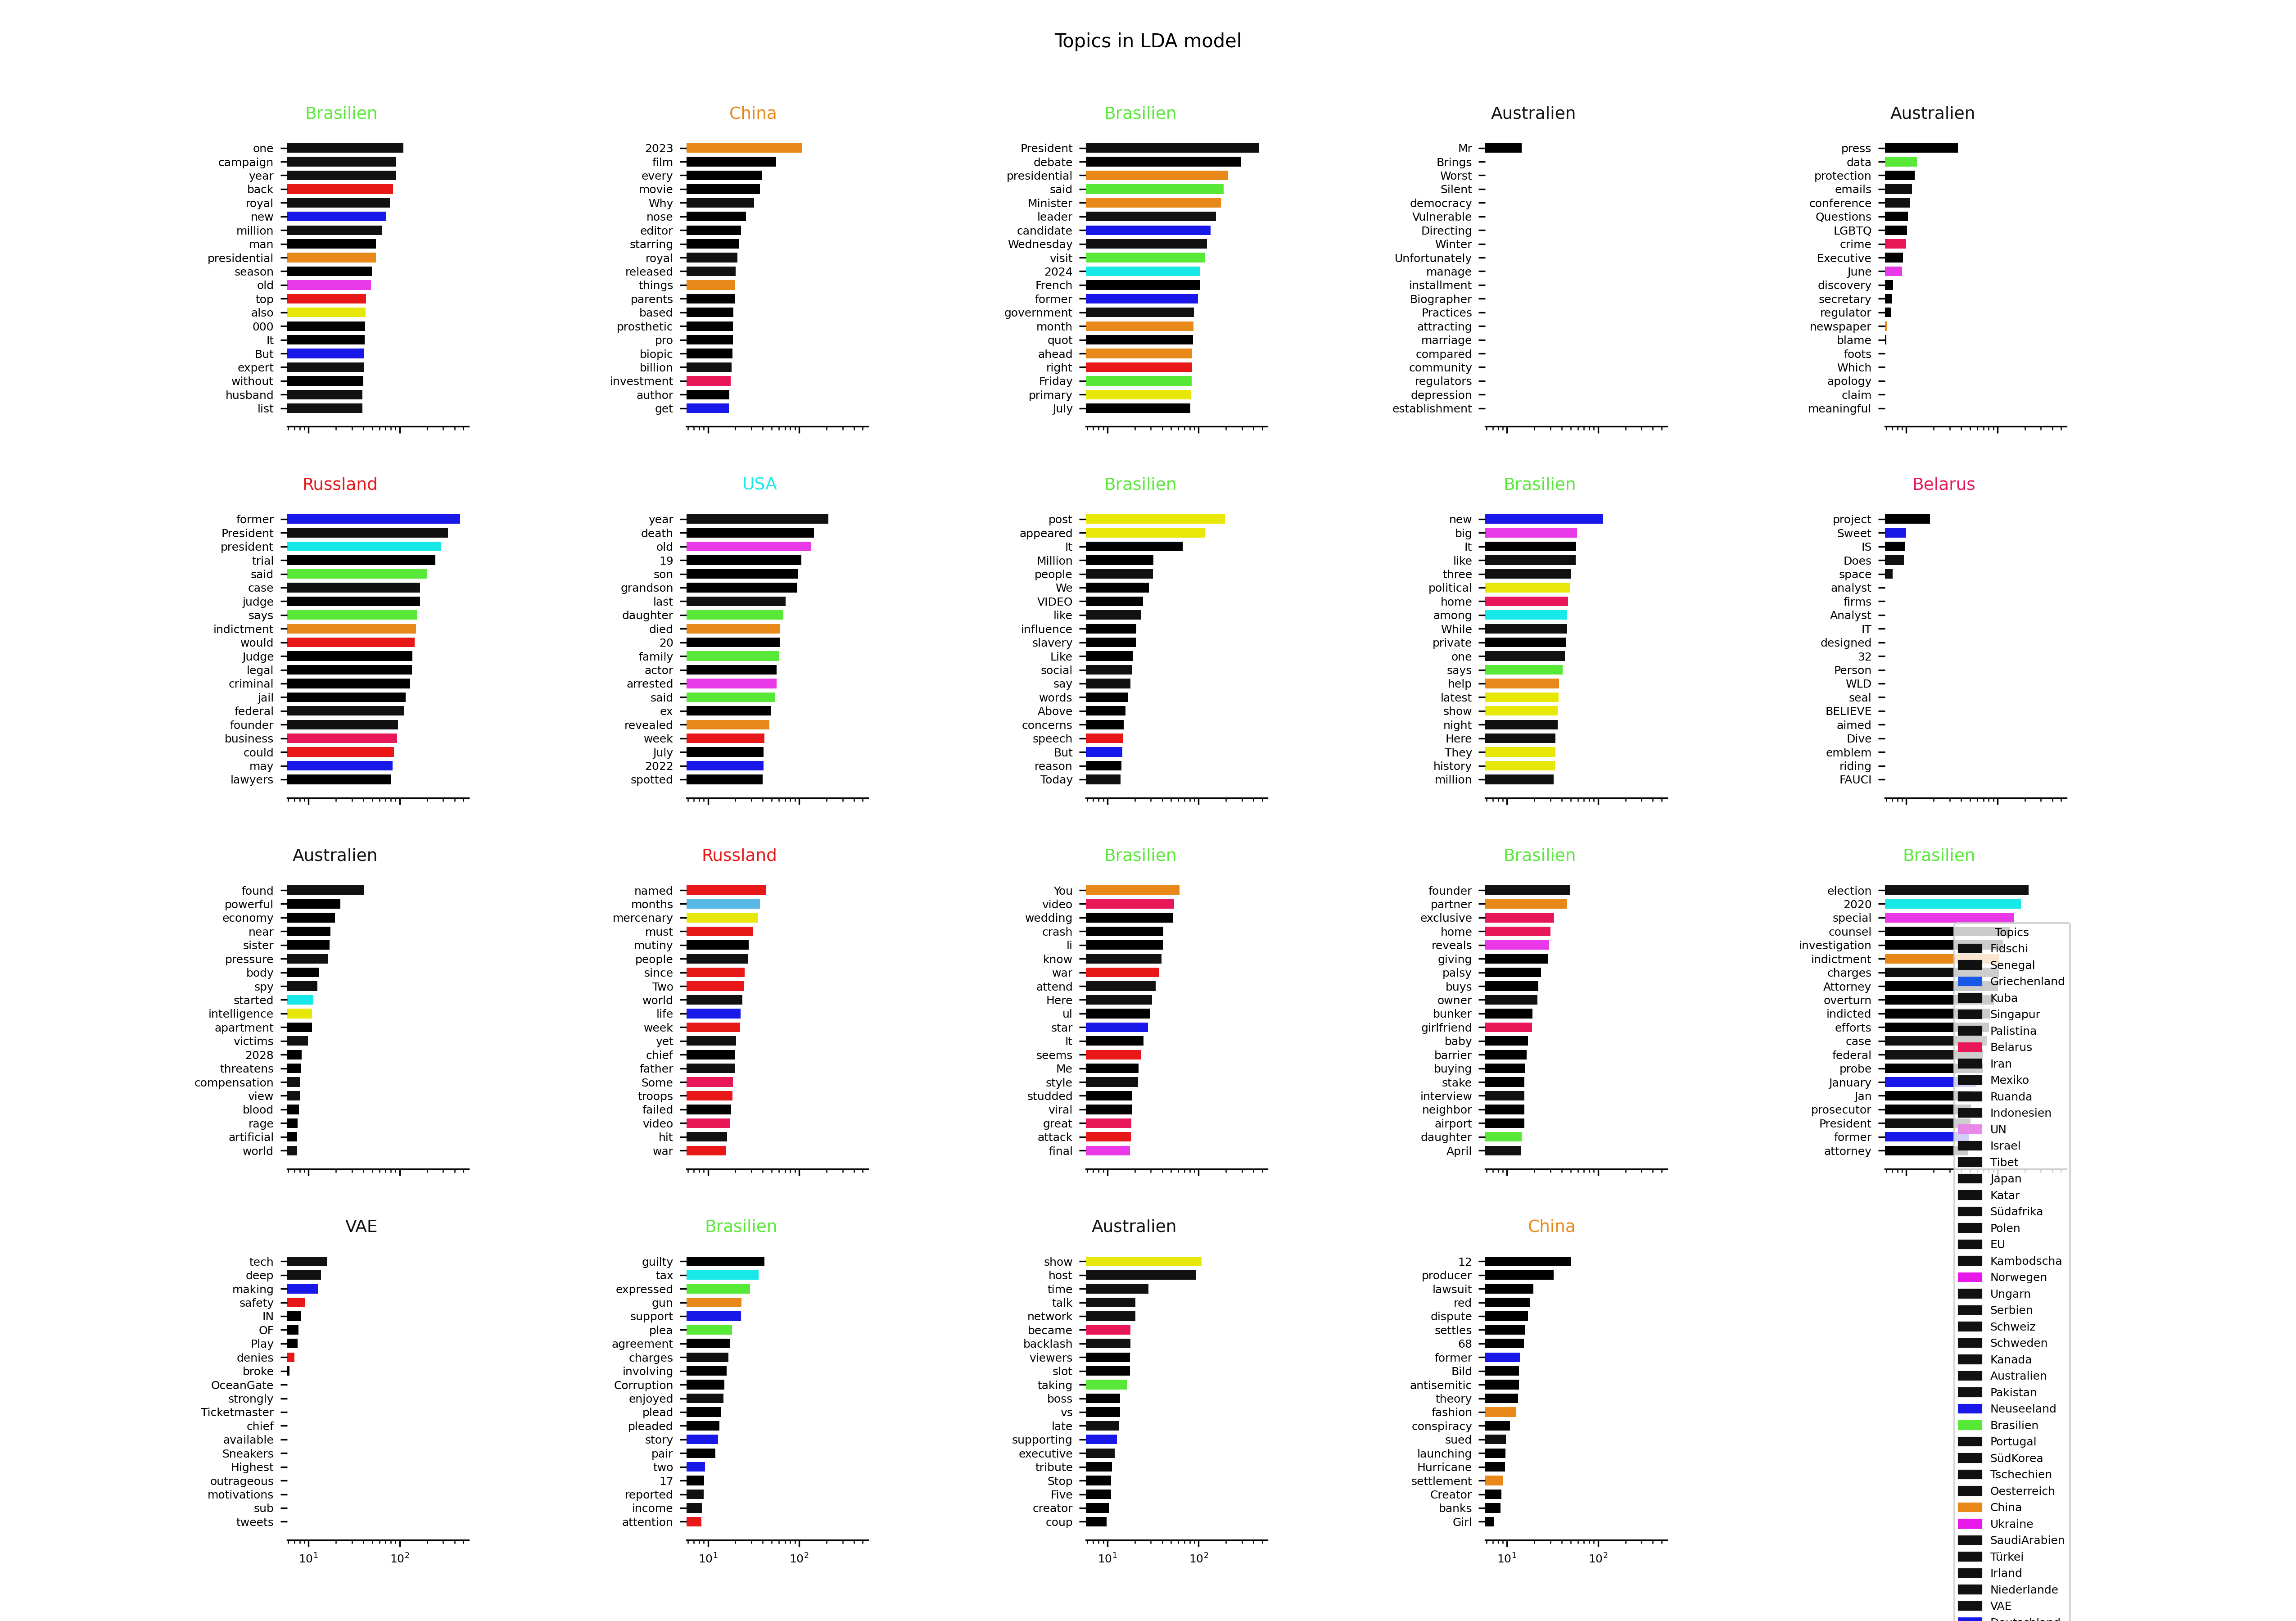 Topics in LDA model
Brasilien
one
campaign
year
back
royal
new
million
man
presidential
season
old
top
also
000
It
But
expert
without
husband
list
China
2023
film
every
movie
Why
nose
editor
starring
royal
released
things
parents
based
prosthetic
pro
biopic
billion
investment
author
get
Brasilien
President
debate
presidential
said
Minister
leader
candidate
Wednesday
visit
2024
French
former
government
month
quot
ahead
right
Friday
primary
July
Australien
Mr
Brings
Worst
Silent
democracy
Vulnerable
Directing
Winter
Unfortunately
manage
installment
Biographer
Practices
attracting
marriage
compared
community
regulators
depression
establishment
Australien
press
data
protection
emails
conference
Questions
LGBTQ
crime
Executive
June
discovery
secretary
regulator
newspaper
blame
foots
Which
apology
claim
meaningful
Russland
former
President
president
trial
said
case
judge
says
indictment
would
Judge
legal
criminal
jail
federal
founder
business
could
may
lawyers
USA
year
death
old
19
son
grandson
last
daughter
died
20
family
actor
arrested
said
ex
revealed
week
July
2022
spotted
Brasilien
post
appeared
It
Million
people
We
VIDEO
like
influence
slavery
Like
social
say
words
Above
concerns
speech
But
reason
Today
Brasilien
new
big
It
like
three
political
home
among
While
private
one
says
help
latest
show
night
Here
They
history
million
Belarus
project
Sweet
IS
Does
space
analyst
firms
Analyst
IT
designed
32
Person
WLD
seal
BELIEVE
aimed
Dive
emblem
riding
FAUCI
Australien
found
powerful
economy
near
sister
pressure
body
spy
started
intelligence
apartment
victims
2028
threatens
compensation
view
blood
rage
artificial
world
Russland
named
months
mercenary
must
mutiny
people
since
Two
world
life
week
yet
chief
father
Some
troops
failed
video
hit
war
Brasilien
You
video
wedding
crash
li
know
war
attend
Here
ul
star
It
seems
Me
style
studded
viral
great
attack
final
Brasilien
founder
partner
exclusive
home
reveals
giving
palsy
buys
owner
bunker
girlfriend
baby
barrier
buying
stake
interview
neighbor
airport
daughter
April
Brasilien
election
2020
special
counsel
investigation
indictment
charges
Attorney
overturn
indicted
efforts
case
federal
probe
January
Jan
prosecutor
President
former
attorney
VAE
tech
deep
making
safety
IN
OF
Play
denies
broke
OceanGate
strongly
Ticketmaster
chief
available
Sneakers
Highest
outrageous
motivations
sub
tweets
10¹ 10²
Brasilien
guilty
tax
expressed
gun
support
plea
agreement
charges
involving
Corruption
enjoyed
plead
pleaded
story
pair
two
17
reported
income
attention
10¹ 10²
Australien
show
host
time
talk
network
became
backlash
viewers
slot
taking
boss
vs
late
supporting
executive
tribute
Stop
Five
creator
coup
10¹ 10²
China
12
producer
lawsuit
red
dispute
settles
68
former
Bild
antisemitic
theory
fashion
conspiracy
sued
launching
Hurricane
settlement
Creator
banks
Girl
10¹ 10²
Topics
Fidschi
Senegal
Griechenland
Kuba
Singapur
Palistina
Belarus
Iran
Mexiko
Ruanda
Indonesien
UN
Israel
Tibet
Japan
Katar
Südafrika
Polen
EU
Kambodscha
Norwegen
Ungarn
Serbien
Schweiz
Schweden
Kanada
Australien
Pakistan
Neuseeland
Brasilien
Portugal
SüdKorea
Tschechien
Oesterreich
China
Ukraine
SaudiArabien
Türkei
Irland
Niederlande
VAE